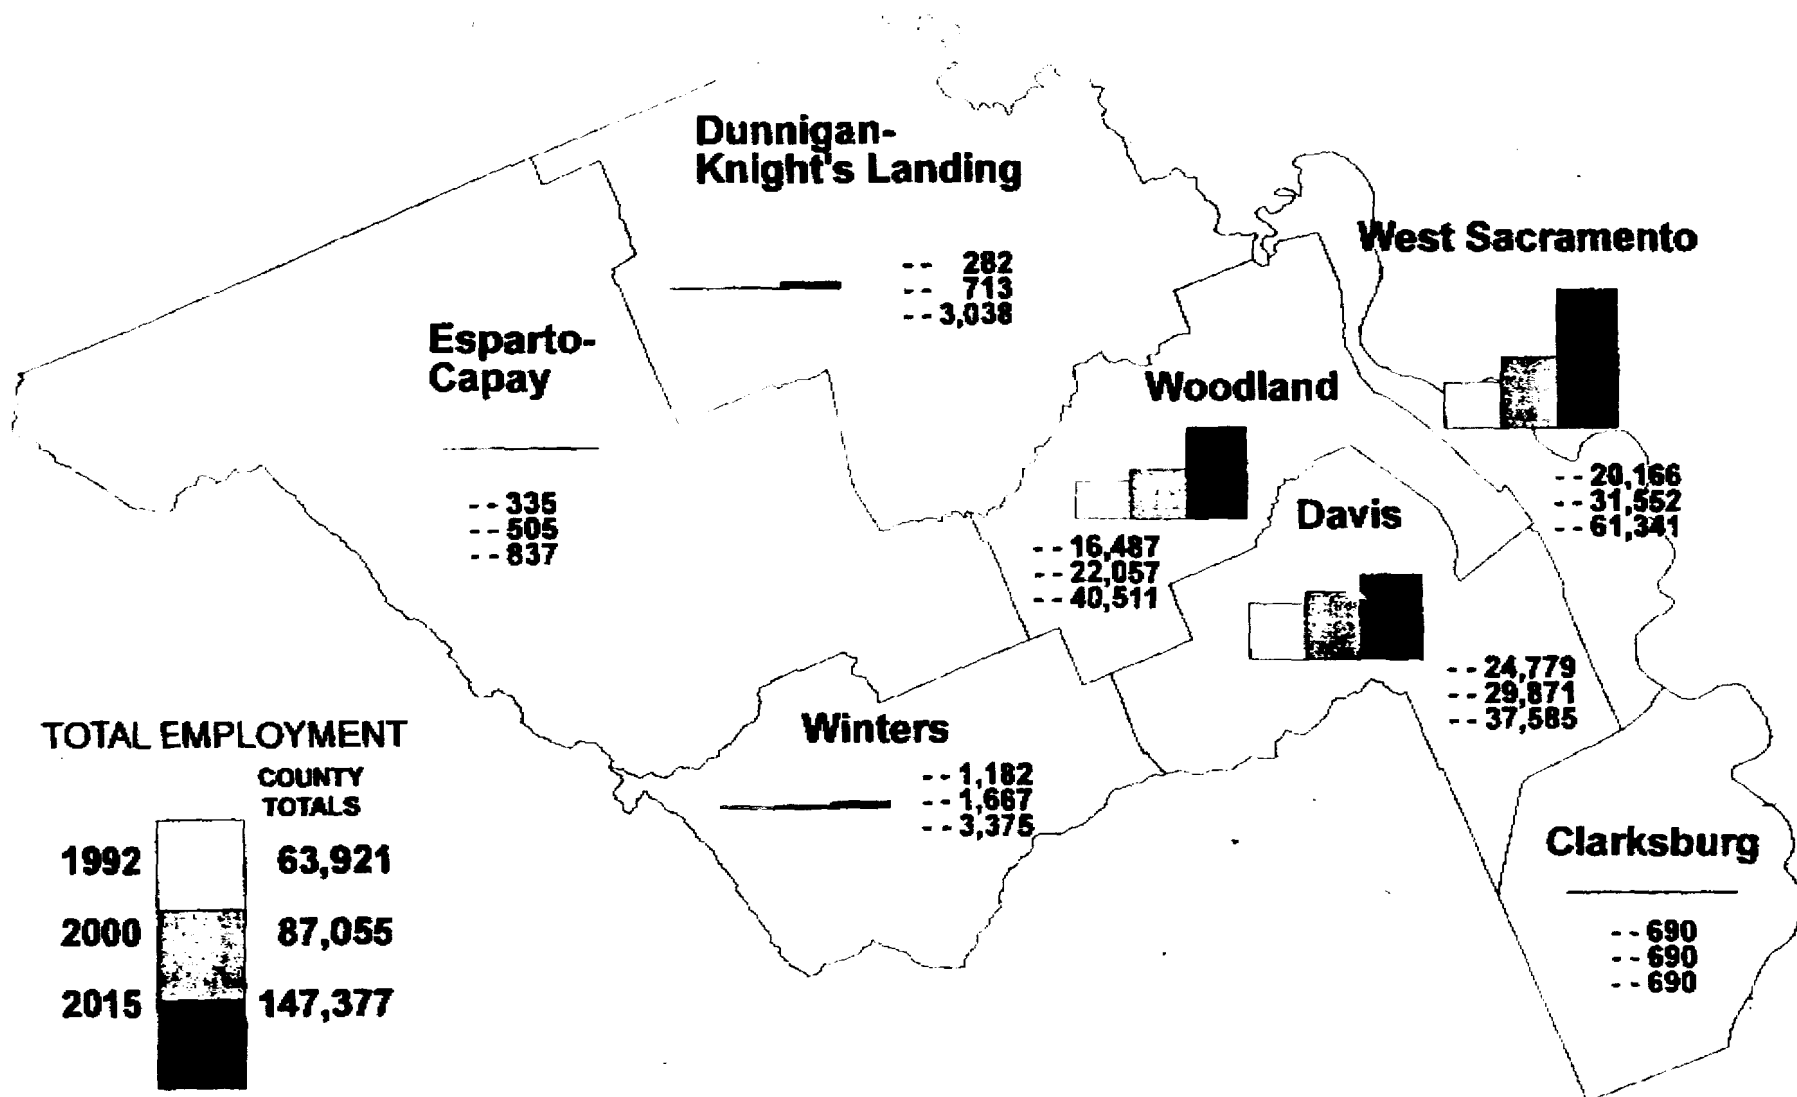 Dunnigan-
Knight's Landing
-- 282
-- 713
-- 3,038
West Sacramento
-- 20,166
-- 31,552
-- 61,341
Esparto-
Capay
-- 335
-- 505
-- 837
Woodland
-- 16,487
-- 22,057
-- 40,511
Davis
-- 24,779
-- 29,871
-- 37,585
Winters
-- 1,182
-- 1,667
-- 3,375
Clarksburg
-- 690
-- 690
-- 690
TOTAL EMPLOYMENT
COUNTY
TOTALS
1992 63,921
2000 87,055
2015 147,377